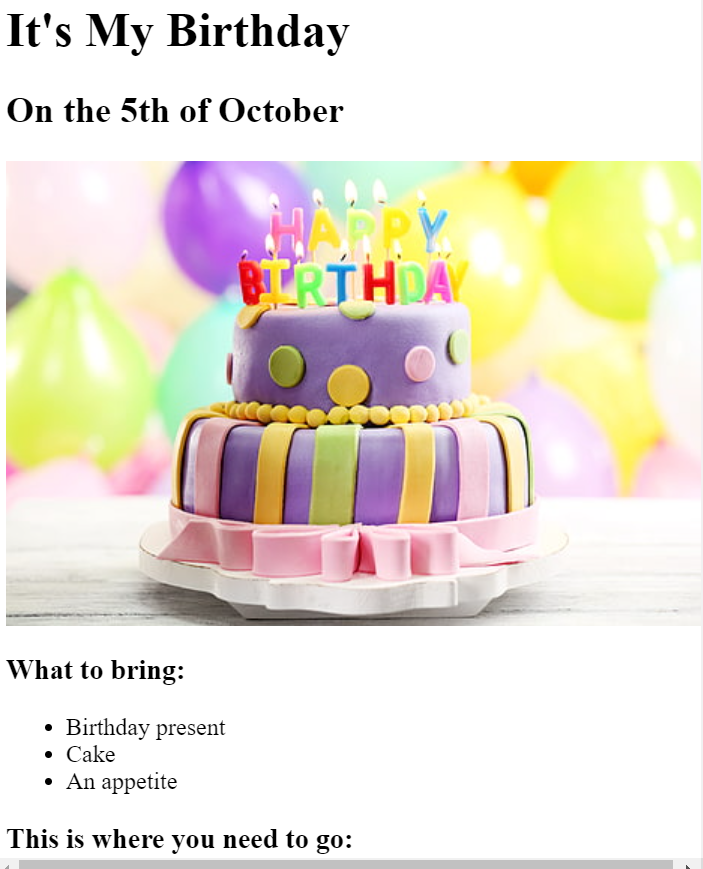 It's My Birthday
On the 5th of October
HAPPY
BIRTHDAY
What to bring:
Birthday present
Cake
An appetite
This is where you need to go: